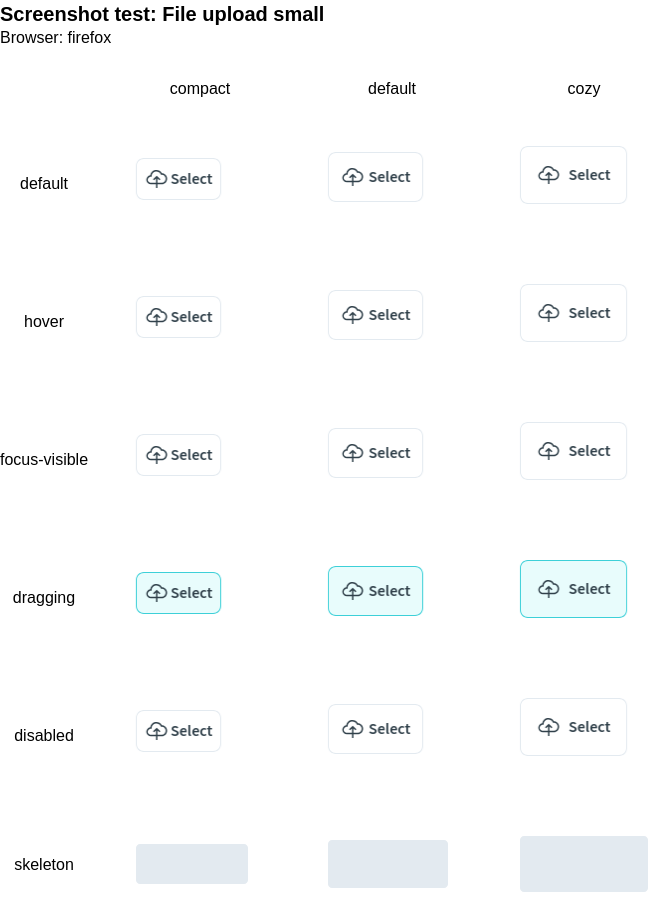 Screenshot test: File upload small
Browser: firefox
compact default cozy
default Select Select Select
hover Select Select Select
focus-visible Select Select Select
dragging Select Select Select
disabled Select Select Select
skeleton